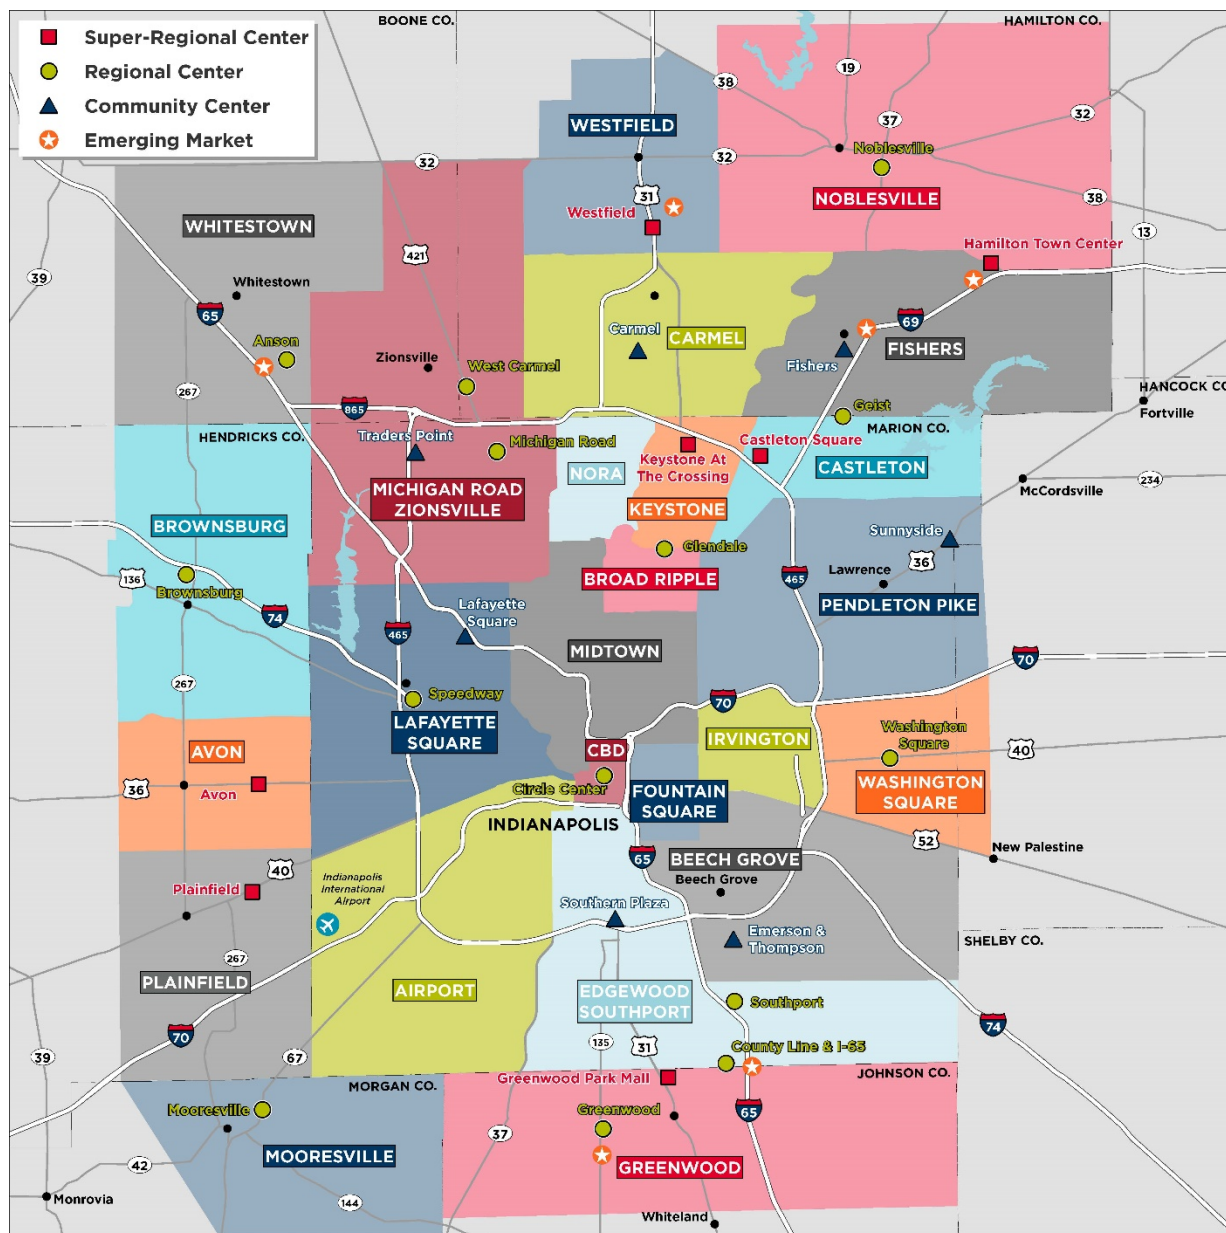 BOONE CO.
HAMILTON CO.
Super-Regional Center
Regional Center
Community Center
Emerging Market
19
38
37
32
WESTFIELD
Noblesville
32
32
31
NOBLESVILLE
38
Westfield
WHITESTOWN
13
Hamilton Town Center
421
39
Whitestown
65
69
Carmel
CARMEL
Anson
Fishers
FISHERS
Zionsville
West Carmel
267
HANCOCK CO.
865
Geist
Fortville
HENDRICKS CO.
Traders Point
MARION CO.
Michigan Road
Castleton Square
Keystone At
The Crossing
NORA
CASTLETON
MICHIGAN ROAD
ZIONSVILLE
234
McCordsville
KEYSTONE
BROWNSBURG
Sunnyside
Glendale
36
Lawrence
136
BROAD RIPPLE
465
Brownsburg
PENDLETON PIKE
74
Lafayette
Square
465
MIDTOWN
70
267
Speedway
70
LAFAYETTE
SQUARE
Washington
Square
IRVINGTON
AVON
CBD
40
36
Avon
Circle Center
FOUNTAIN
SQUARE
WASHINGTON
SQUARE
INDIANAPOLIS
52
New Palestine
65
BEECH GROVE
40
Indianapolis
International
Airport
Beech Grove
Plainfield
Southern Plaza
Emerson &
Thompson
SHELBY CO.
267
PLAINFIELD
AIRPORT
EDGEWOOD
SOUTHPORT
Southport
74
70
135
31
County Line & I-65
39
67
MORGAN CO.
Greenwood Park Mall
JOHNSON CO.
Mooresville
Greenwood
65
37
MOORESVILLE
42
GREENWOOD
Monrovia
144
Whiteland